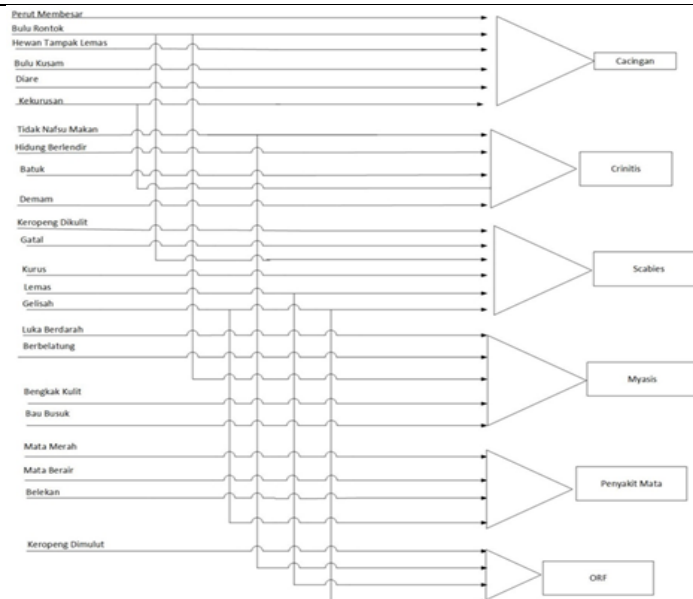 Perut Membesar
Bulu Rontok
Hewan Tampak Lemas
Bulu Kusam
Diare
Kekurusan
Cacingan
Tidak Nafsu Makan
Hidung Berlendir
Batuk
Demam
Crinitis
Keropeng Dikulit
Gatal
Kurus
Lemas
Gelisah
Scabies
Luka Berdarah
Berbelatung
Bengkak Kulit
Bau Busuk
Myasis
Mata Merah
Mata Berair
Belekan
Penyakit Mata
Keropeng Dimulut
ORF